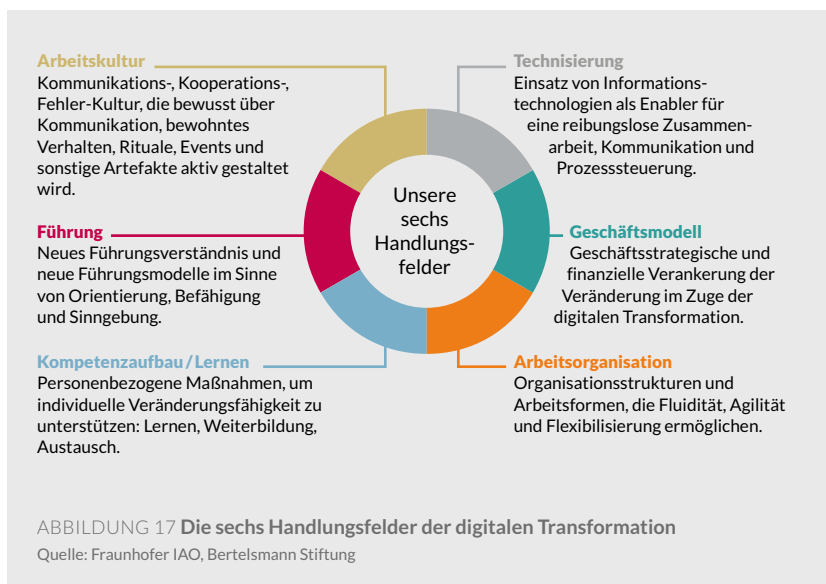 Arbeitskultur
Kommunikations-, Kooperations-,
Fehler-Kultur, die bewusst über
Kommunikation, bewohntes
Verhalten, Rituale, Events und
sonstige Artefakte aktiv gestaltet
wird.
Führung
Neues Führungsverständnis und
neue Führungsmodelle im Sinne
von Orientierung, Befähigung
und Sinngebung.
Kompetenzaufbau / Lernen
Personenbezogene Maßnahmen, um
individuelle Veränderungsfähigkeit zu
unterstützen: Lernen, Weiterbildung,
Austausch.
Unsere
sechs
Handlungs-
felder
Technisierung
Einsatz von Informations-
technologien als Enabler für
eine reibungslose Zusammen-
arbeit, Kommunikation und
Prozesssteuerung.
Geschäftsmodell
Geschäftsstrategische und
finanzielle Verankerung der
Veränderung im Zuge der
digitalen Transformation.
Arbeitsorganisation
Organisationsstrukturen und
Arbeitsformen, die Fluidität, Agilität
und Flexibilisierung ermöglichen.
ABBILDUNG 17 Die sechs Handlungsfelder der digitalen Transformation
Quelle: Fraunhofer IAO, Bertelsmann Stiftung